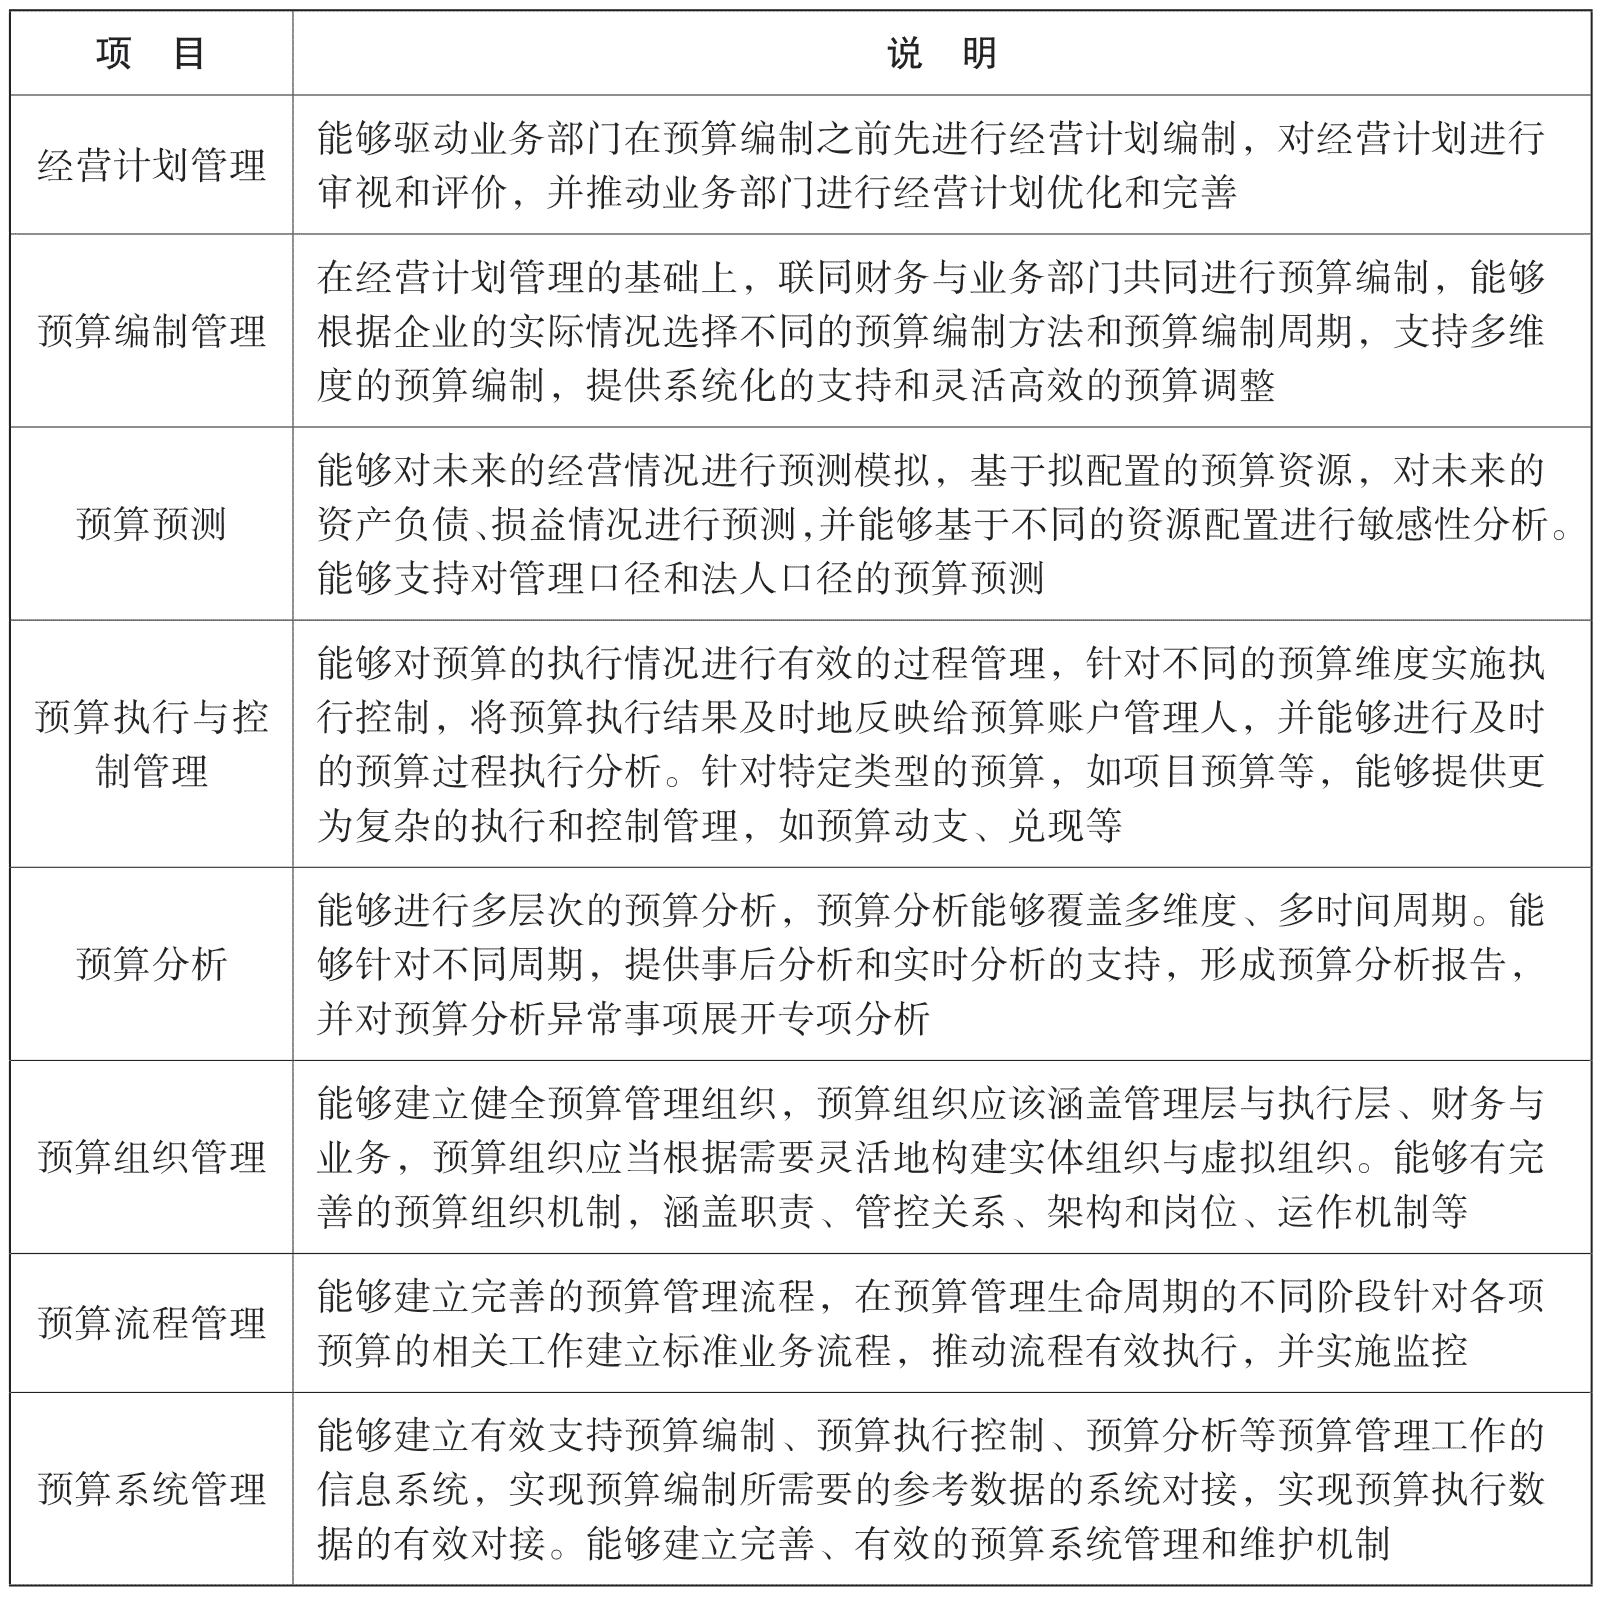 项 目
说 明
经营计划管理
能够驱动业务部门在预算编制之前先进行经营计划编制，对经营计划进行
审视和评价，并推动业务部门进行经营计划优化和完善
预算编制管理
在经营计划管理的基础上，联同财务与业务部门共同进行预算编制，能够
根据企业的实际情况选择不同的预算编制方法和预算编制周期，支持多维
度的预算编制，提供系统化的支持和灵活高效的预算调整
预算预测
能够对未来的经营情况进行预测模拟，基于拟配置的预算资源，对未来的
资产负债、损益情况进行预测，并能够基于不同的资源配置进行敏感性分析。
能够支持对管理口径和法人口径的预算预测
预算执行与控
制管理
能够对预算的执行情况进行有效的过程管理，针对不同的预算维度实施执
行控制，将预算执行结果及时地反映给预算账户管理人，并能够进行及时
的预算过程执行分析。针对特定类型的预算，如项目预算等，能够提供更
为复杂的执行和控制管理，如预算动支、兑现等
预算分析
能够进行多层次的预算分析，预算分析能够覆盖多维度、多时间周期。能
够针对不同周期，提供事后分析和实时分析的支持，形成预算分析报告，
并对预算分析异常事项展开专项分析
预算组织管理
能够建立健全预算管理组织，预算组织应该涵盖管理层与执行层、财务与
业务，预算组织应当根据需要灵活地构建实体组织与虚拟组织。能够有完
善的预算组织机制，涵盖职责、管控关系、架构和岗位、运作机制等
预算流程管理
能够建立完善的预算管理流程，在预算管理生命周期的不同阶段针对各项
预算的相关工作建立标准业务流程，推动流程有效执行，并实施监控
预算系统管理
能够建立有效支持预算编制、预算执行控制、预算分析等预算管理工作的
信息系统，实现预算编制所需要的参考数据的系统对接，实现预算执行数
据的有效对接。能够建立完善、有效的预算系统管理和维护机制